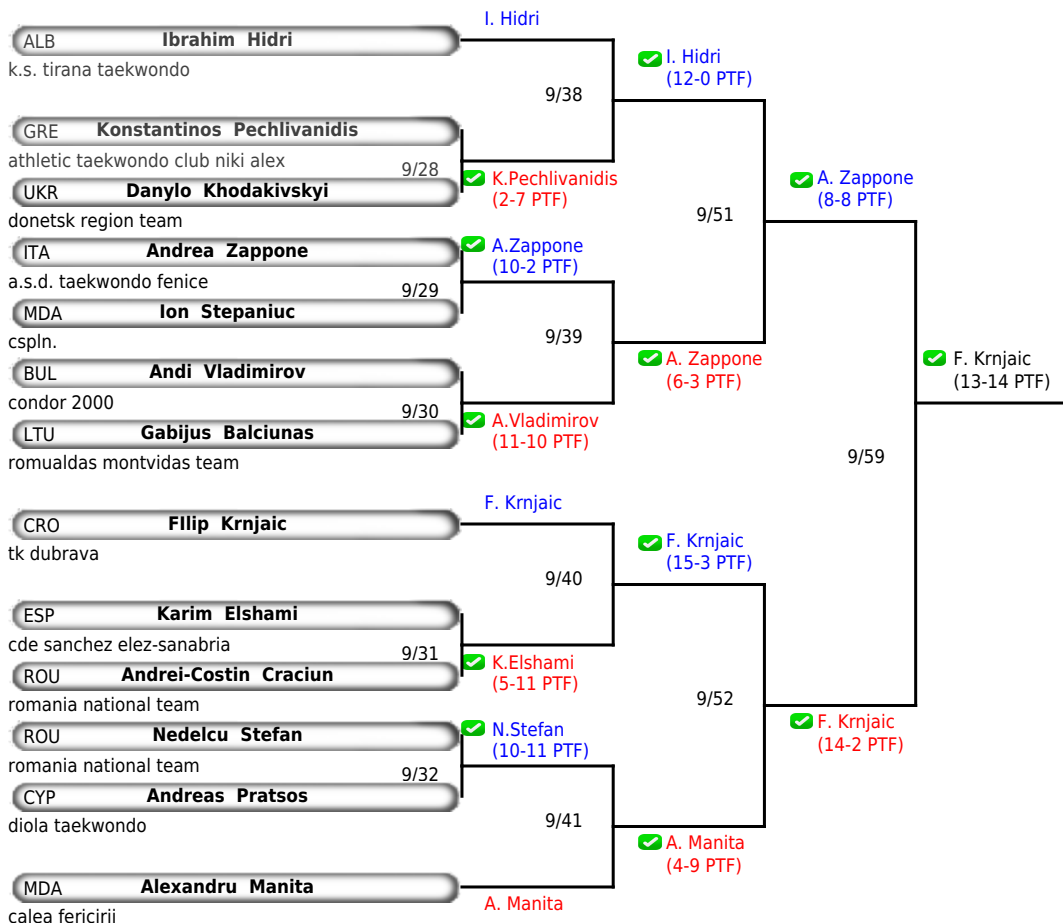 I. Hidri
ALB Ibrahim Hidri
k.s. tirana taekwondo
I. Hidri
(12-0 PTF)
9/38
GRE Konstantinos Pechlivanidis
athletic taekwondo club niki alex
9/28
K.Pechlivanidis
(2-7 PTF)
UKR Danylo Khodakivskyi
donetsk region team
A. Zappone
(8-8 PTF)
9/51
ITA Andrea Zappone
a.s.d. taekwondo fenice
A.Zappone
(10-2 PTF)
9/29
MDA Ion Stepaniuc
cspln.
9/39
BUL Andi Vladimirov
condor 2000
A. Zappone
(6-3 PTF)
F. Krnjaic
(13-14 PTF)
9/30
LTU Gabijus Balciunas
romualdas montvidas team
A.Vladimirov
(11-10 PTF)
9/59
F. Krnjaic
CRO FIlip Krnjaic
tk dubrava
F. Krnjaic
(15-3 PTF)
9/40
ESP Karim Elshami
cde sanchez elez-sanabria
9/31
K.Elshami
(5-11 PTF)
ROU Andrei-Costin Craciun
romania national team
9/52
ROU Nedelcu Stefan
romania national team
N.Stefan
(10-11 PTF)
F. Krnjaic
(14-2 PTF)
9/32
CYP Andreas Pratsos
diola taekwondo
9/41
A. Manita
(4-9 PTF)
MDA Alexandru Manita
calea fericirii
A. Manita